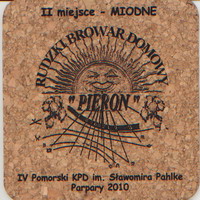 II miejsce - MIODNE
RUDZKI BROWAR DOMOWY
"PIERON"
IV Pomorski KPD im. Sławomira Pahlke
Parpary 2010